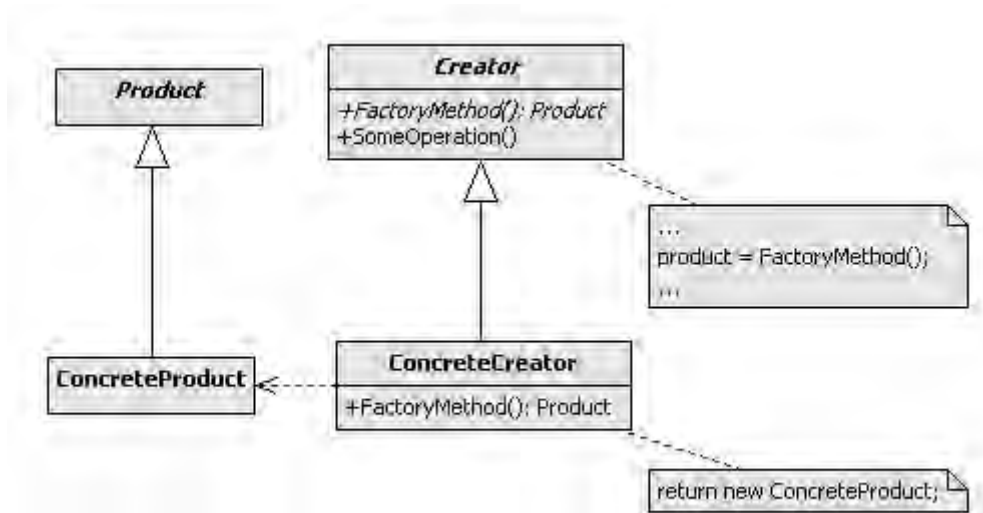 Product
Creator
+FactoryMethod(): Product
+SomeOperation()
...
product = FactoryMethod();
...
ConcreteProduct
ConcreteCreator
+FactoryMethod(): Product
return new ConcreteProduct;